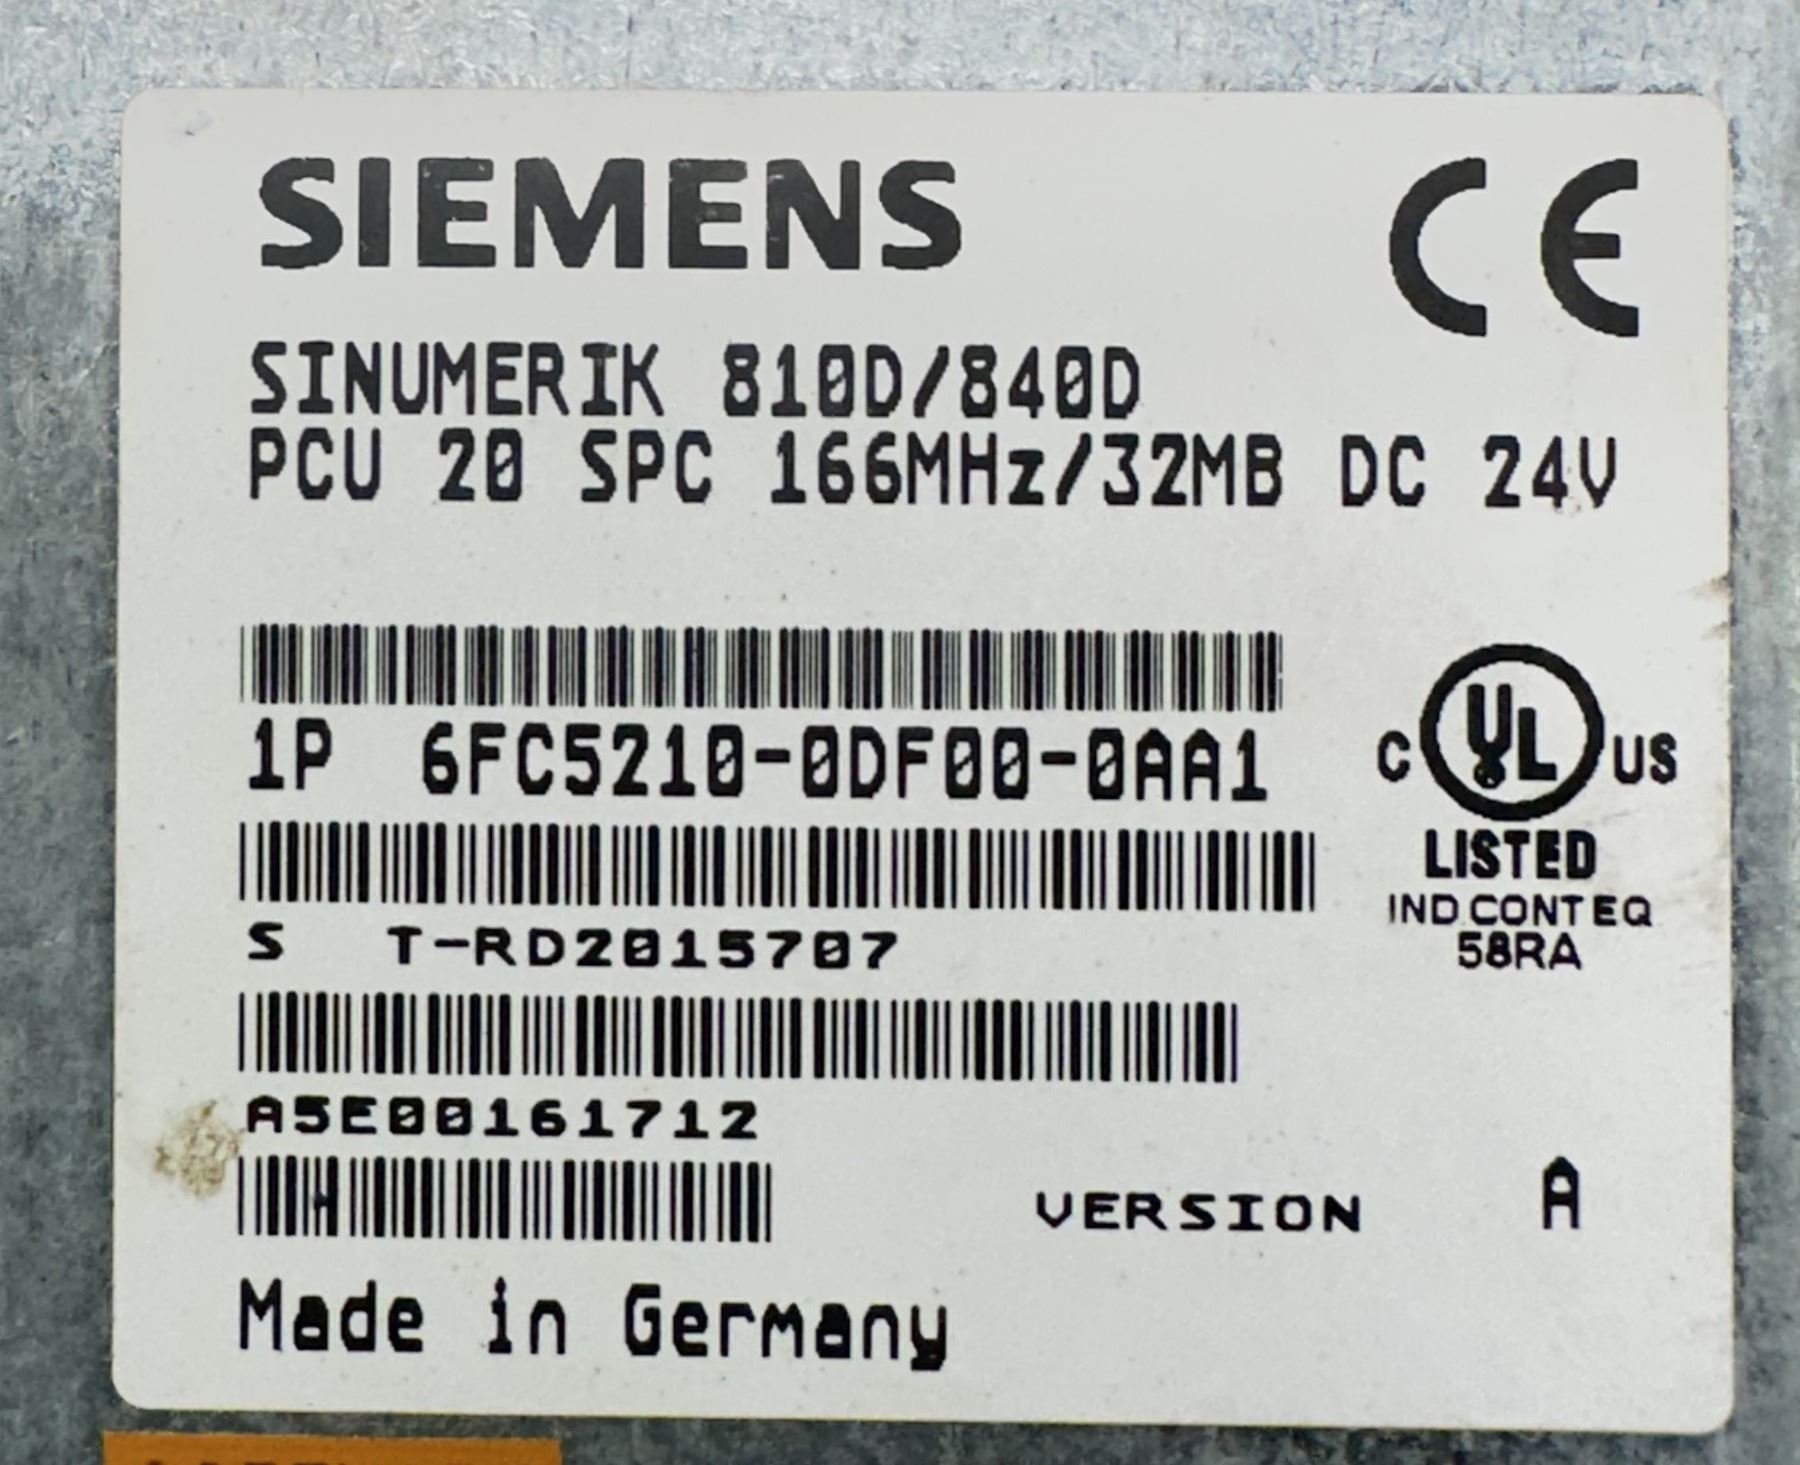 SIEMENS
CE
SINUMERIK 810D/840D
PCU 20 SPC 166MHz/32MB DC 24V
1P 6FC5210-0DF00-0AA1
C UL US
LISTED
IND.CONT.EQ
58RA
S T-RD2015707
A5E00161712
VERSION A
Made in Germany